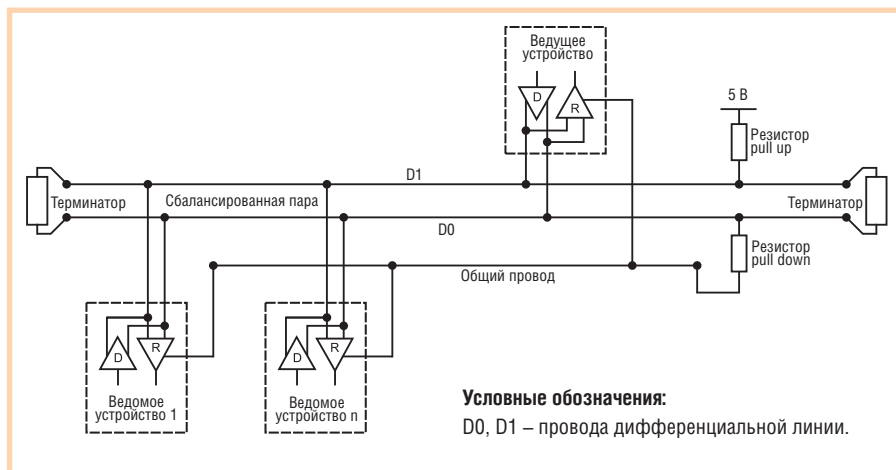 Ведущее
устройство
D
R
5 В
Резистор
pull up
D1
Терминатор
Сбалансированная пара
Терминатор
D0
Резистор
pull down
Общий провод
D
R
D
R
Ведомое
устройство 1
Ведомое
устройство n
Условные обозначения:
D0, D1 – провода дифференциальной линии.